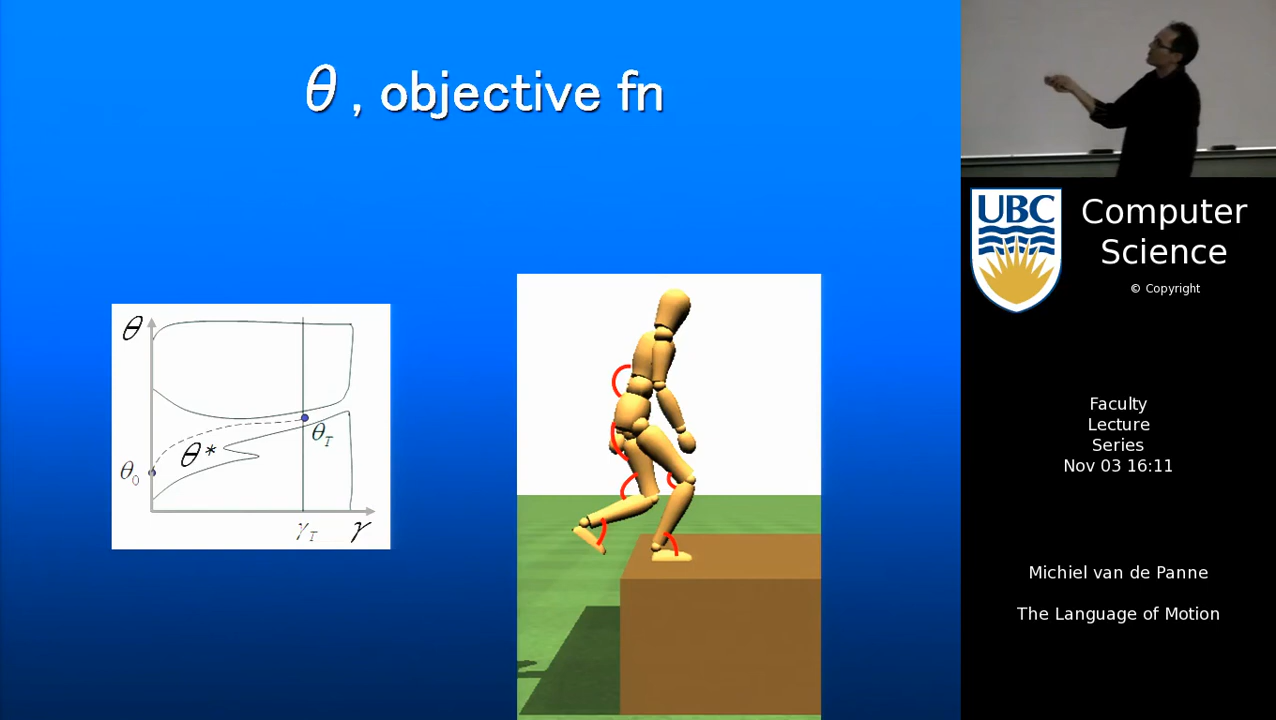 θ , objective fn
θ
θ*
θ_T
θ_0
γ_T
γ
UBC
Computer
Science
© Copyright
Faculty
Lecture
Series
Nov 03 16:11
Michiel van de Panne
The Language of Motion